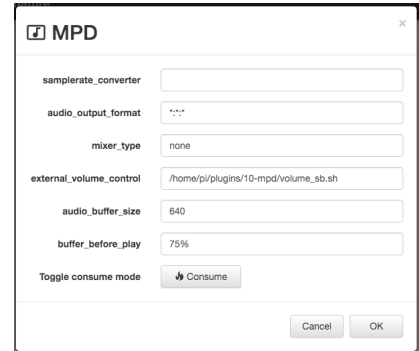 MPD
×
samplerate_converter
audio_output_format *:*:*
mixer_type none
external_volume_control /home/pi/plugins/10-mpd/volume_sb.sh
audio_buffer_size 640
buffer_before_play 75%
Toggle consume mode Consume
Cancel OK